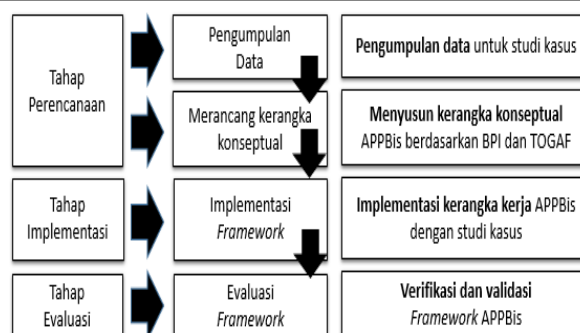 Tahap
Perencanaan
Pengumpulan
Data
Pengumpulan data untuk studi kasus
Merancang kerangka
konseptual
Menyusun kerangka konseptual
APPBis berdasarkan BPI dan TOGAF
Tahap
Implementasi
Implementasi
Framework
Implementasi kerangka kerja APPBis
dengan studi kasus
Tahap
Evaluasi
Evaluasi
Framework
Verifikasi dan validasi
Framework APPBis